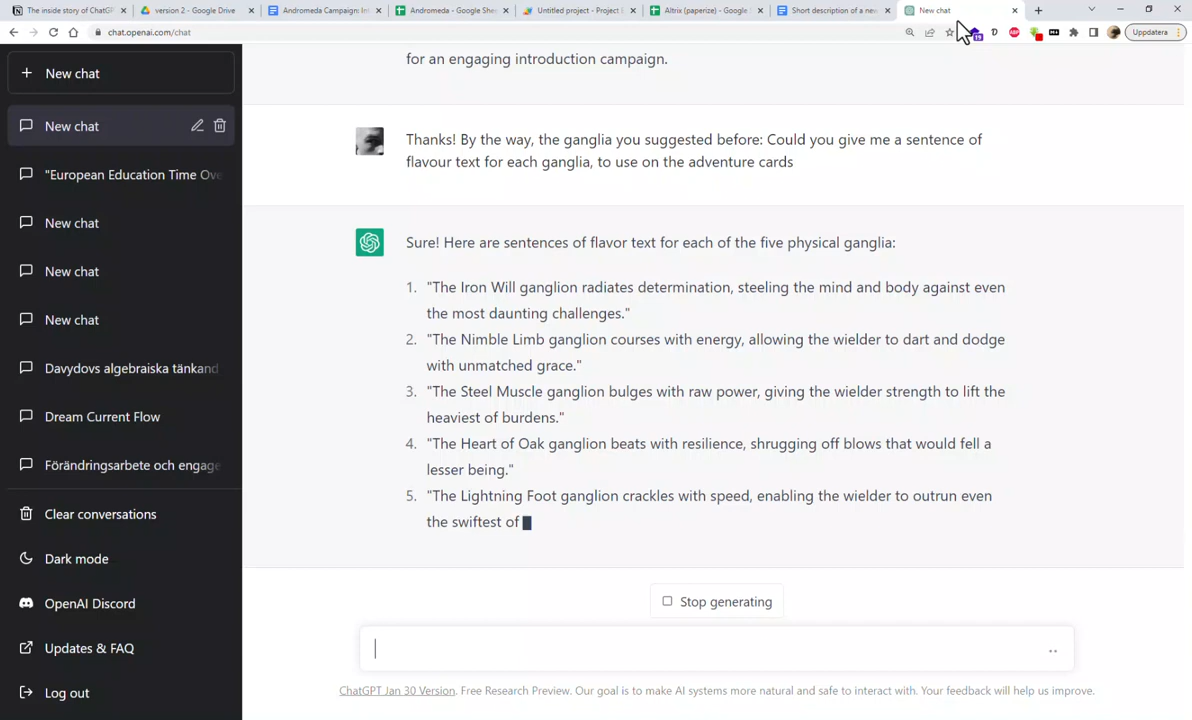 The inside story of ChatG
version 2 - Google Drive
Andromeda Campaign: In
Andromeda - Google She
Untitled project - Project E
Altrix (paperize) - Google
Short description of a new
New chat
chat.openai.com/chat
19
ABP
Uppdatera
New chat
New chat
"European Education Time Ove
New chat
New chat
New chat
Davydovs algebraiska tänkand
Dream Current Flow
Förändringsarbete och engage
Clear conversations
Dark mode
OpenAI Discord
Updates & FAQ
Log out
for an engaging introduction campaign.
Thanks! By the way, the ganglia you suggested before: Could you give me a sentence of
flavour text for each ganglia, to use on the adventure cards
Sure! Here are sentences of flavor text for each of the five physical ganglia:
1. "The Iron Will ganglion radiates determination, steeling the mind and body against even
the most daunting challenges."
2. "The Nimble Limb ganglion courses with energy, allowing the wielder to dart and dodge
with unmatched grace."
3. "The Steel Muscle ganglion bulges with raw power, giving the wielder strength to lift the
heaviest of burdens."
4. "The Heart of Oak ganglion beats with resilience, shrugging off blows that would fell a
lesser being."
5. "The Lightning Foot ganglion crackles with speed, enabling the wielder to outrun even
the swiftest of
Stop generating
ChatGPT Jan 30 Version. Free Research Preview. Our goal is to make AI systems more natural and safe to interact with. Your feedback will help us improve.